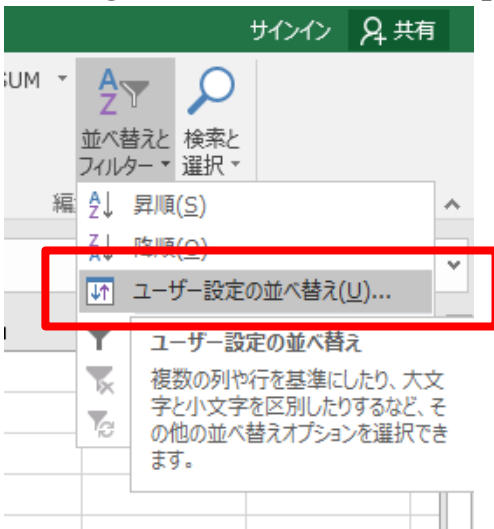 サインイン 共有
SUM
並べ替えと
フィルター
検索と
選択
編
昇順(S)
降順(O)
ユーザー設定の並べ替え(U)...
ユーザー設定の並べ替え
複数の列や行を基準にしたり、大文
字と小文字を区別したりするなど、そ
の他の並べ替えオプションを選択でき
ます。